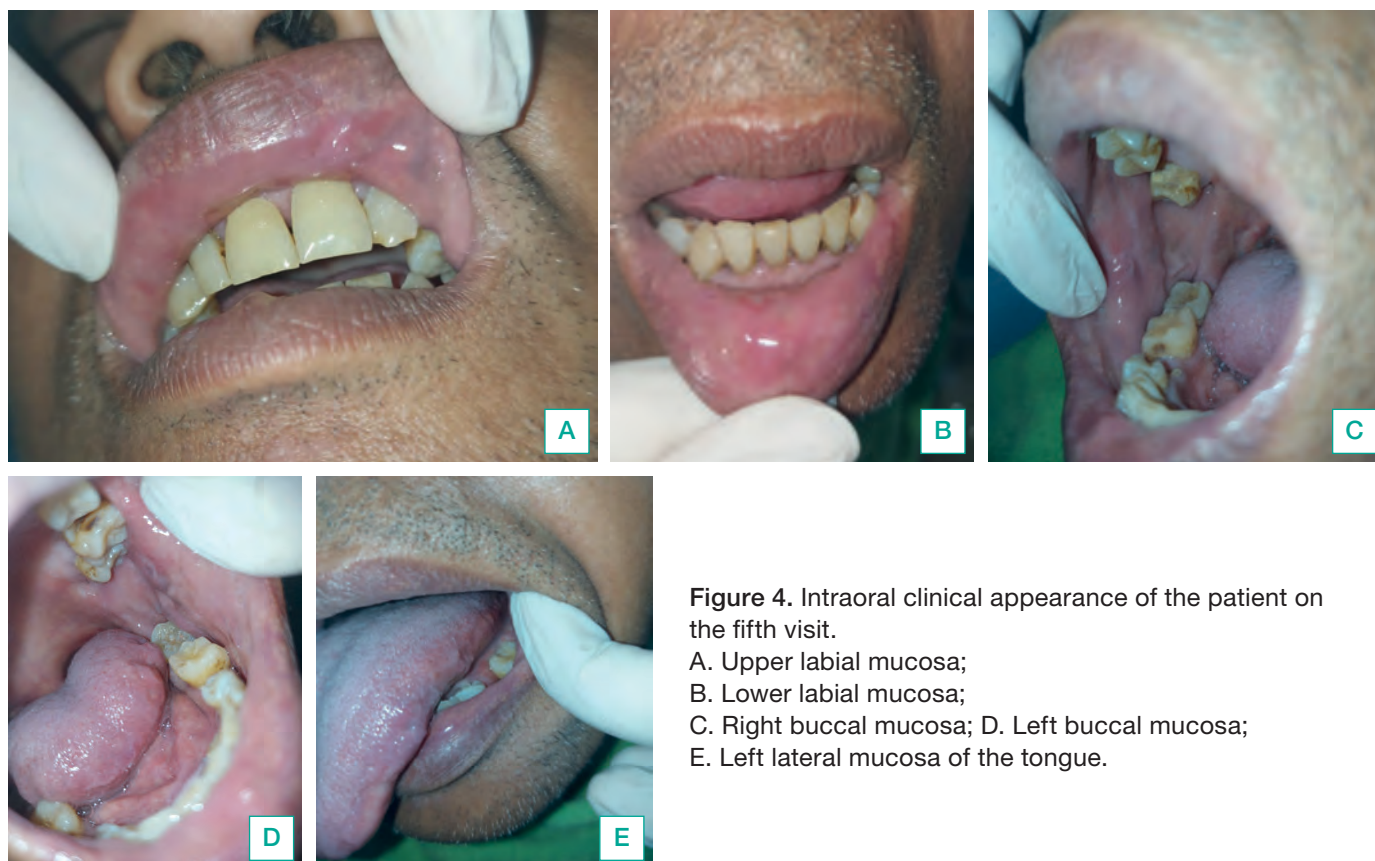 A
B
C
D
E
Figure 4. Intraoral clinical appearance of the patient on
the fifth visit.
A. Upper labial mucosa;
B. Lower labial mucosa;
C. Right buccal mucosa; D. Left buccal mucosa;
E. Left lateral mucosa of the tongue.